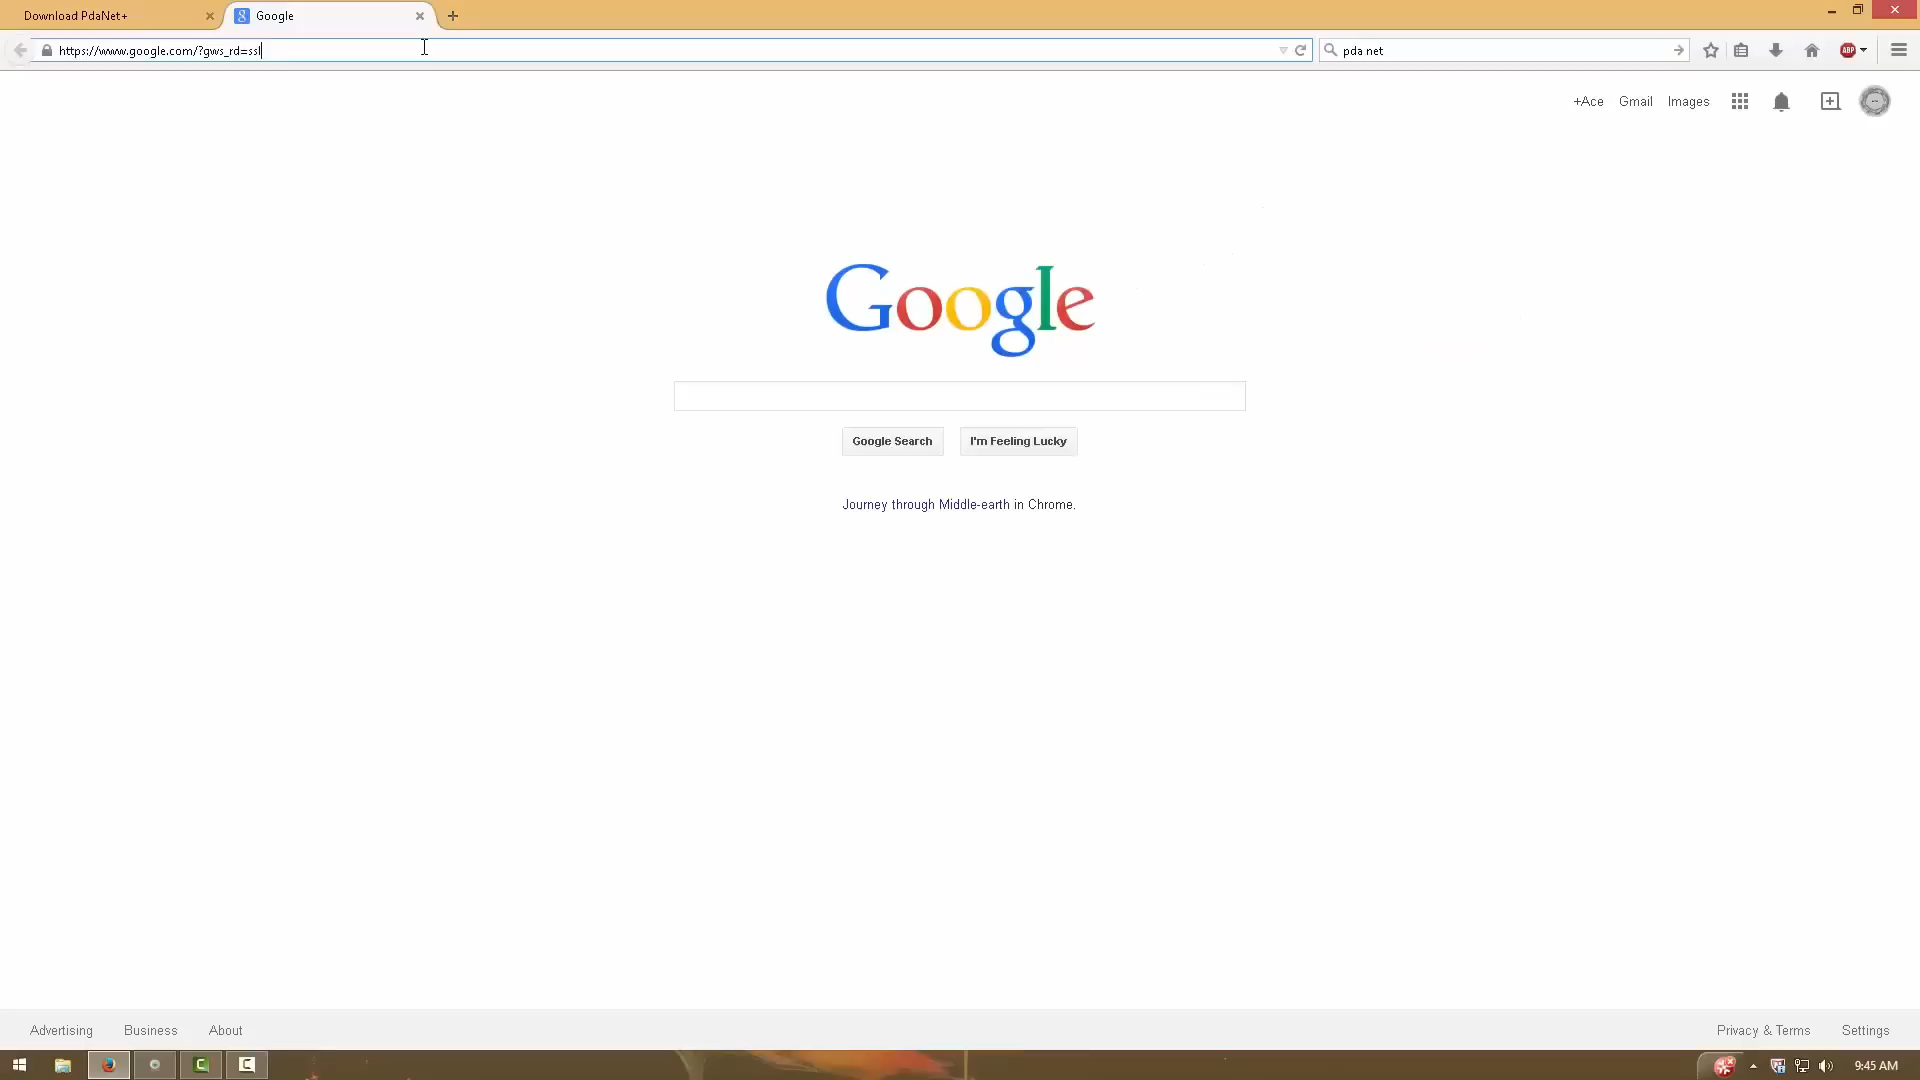 Download PdaNet+
Google
https://www.google.com/?gws_rd=ssl
pda net
ABP
+Ace Gmail Images
Google
Google Search I'm Feeling Lucky
Journey through Middle-earth in Chrome.
Advertising Business About
Privacy & Terms Settings
9:45 AM